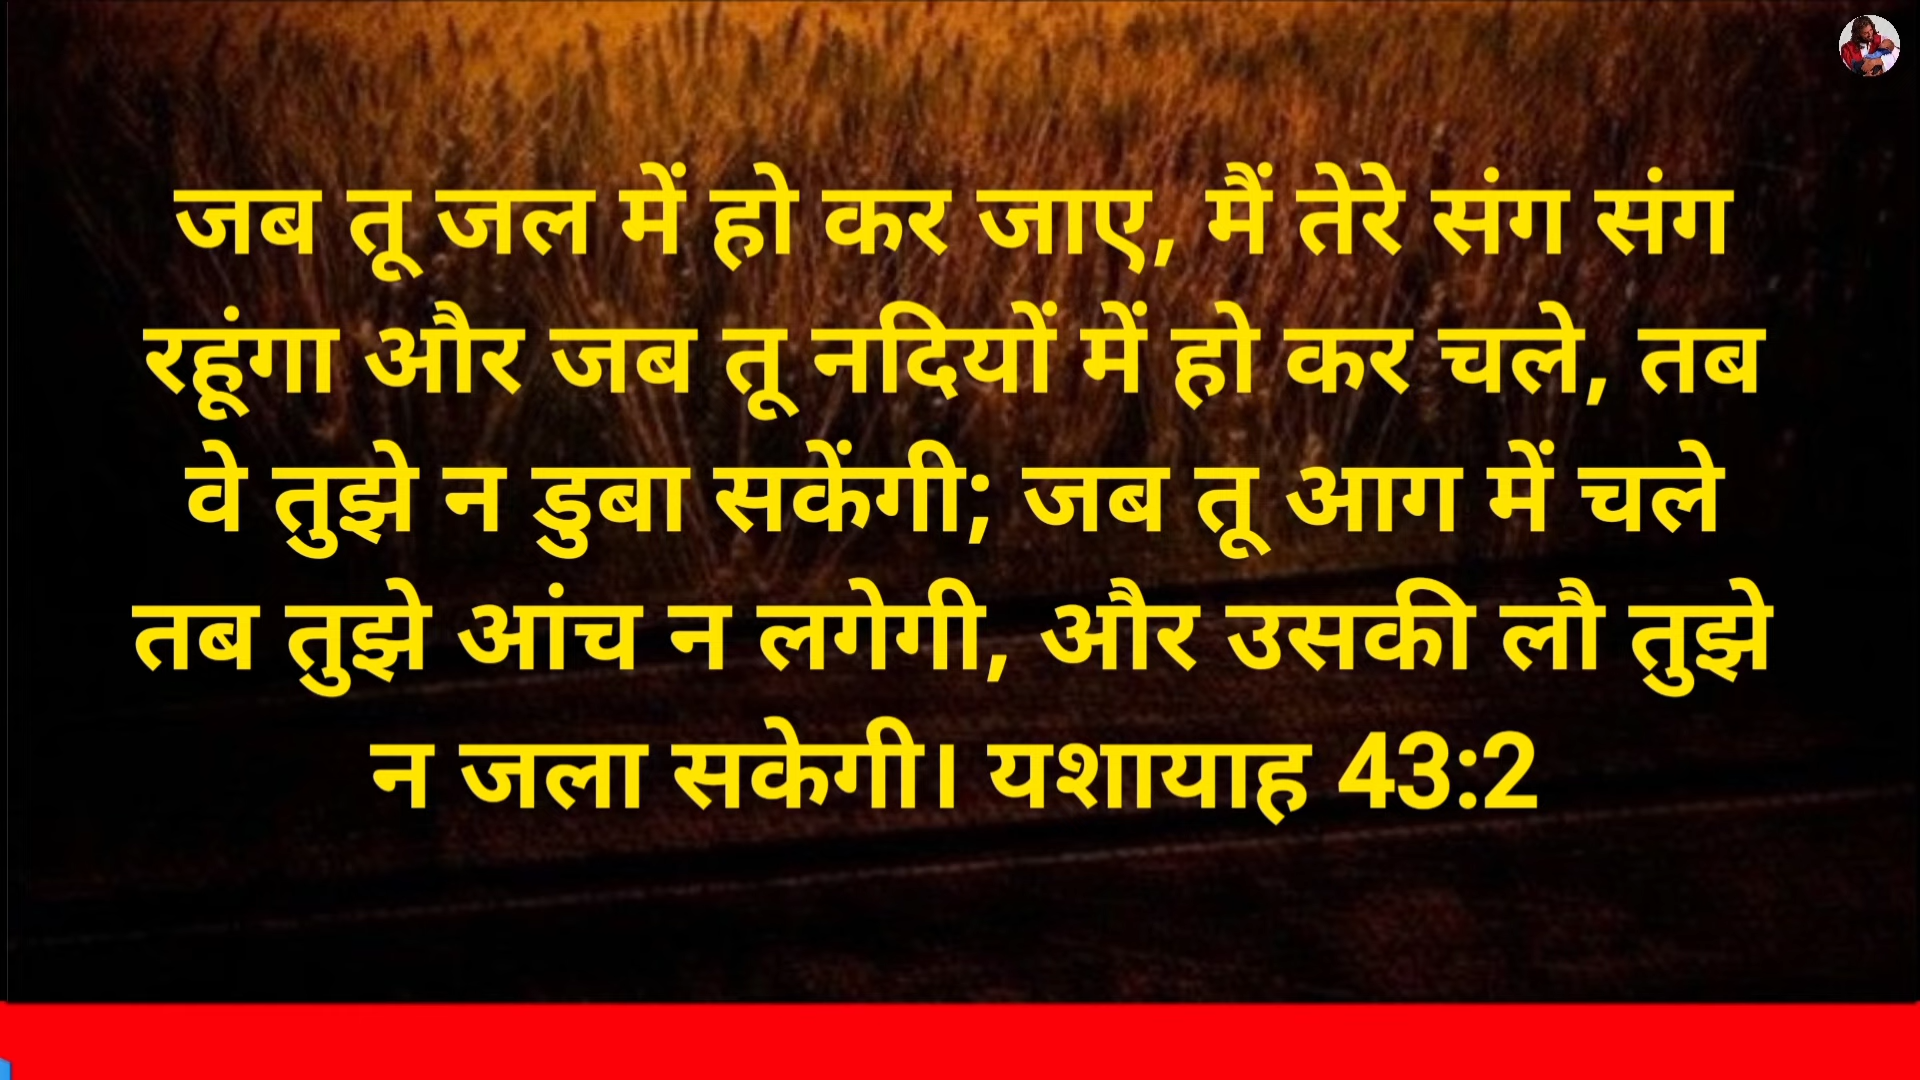 जब तू जल में हो कर जाए, मैं तेरे संग संग
रहूंगा और जब तू नदियों में हो कर चले, तब
वे तुझे न डुबा सकेंगी; जब तू आग में चले
तब तुझे आंच न लगेगी, और उसकी लौ तुझे
न जला सकेगी। यशायाह 43:2